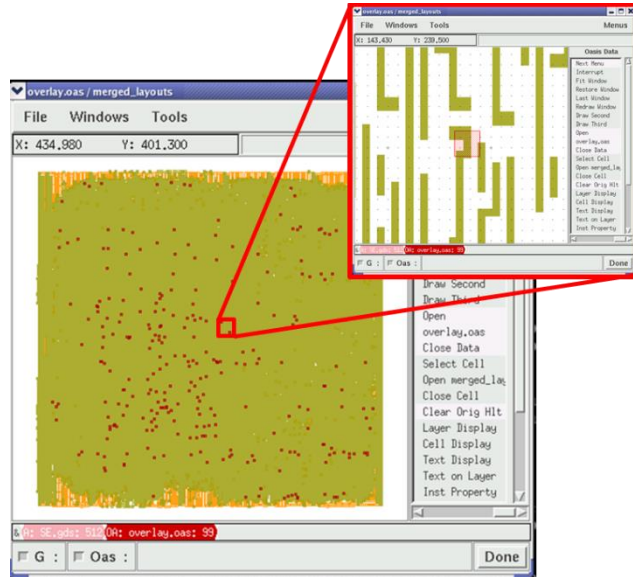 overlay.oas / merged_layouts
File Windows Tools Menus
X: 143,430 Y: 239,500
Oasis Data
Next Menu
Interrupt
Fit Window
Restore Window
Last Window
Redraw Window
Draw Second
Draw Third
Open
overlay.oas
Close Data
Select Cell
Open merged_la
Close Cell
Clear Orig Hlt
Layer Display
Cell Display
Text Display
Text on Layer
Inst Property
& A: SE.gds: 512 OA: overlay.oas: 99
G : Oas : Done
overlay.oas / merged_layouts
File Windows Tools
X: 434.980 Y: 401.300
Draw Second
Draw Third
Open
overlay.oas
Close Data
Select Cell
Open merged_lay
Close Cell
Clear Orig Hlt
Layer Display
Cell Display
Text Display
Text on Layer
Inst Property
& A: SE.gds: 512 OA: overlay.oas: 99
G : Oas : Done